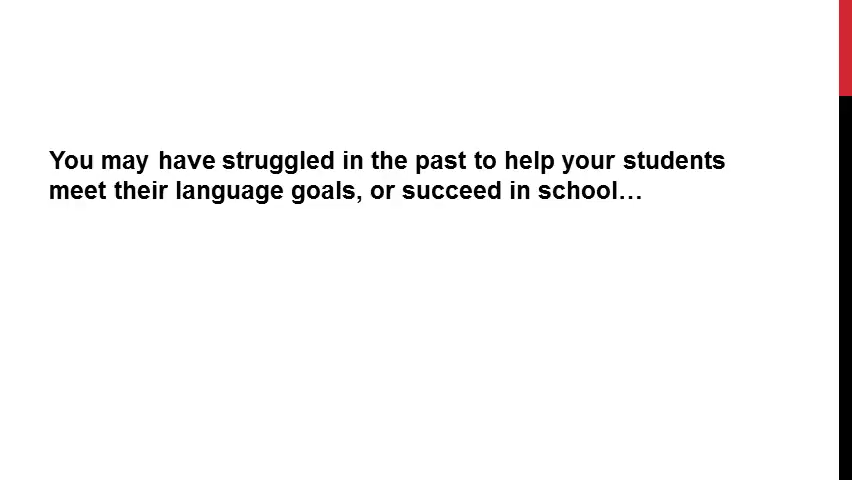 You may have struggled in the past to help your students
meet their language goals, or succeed in school…